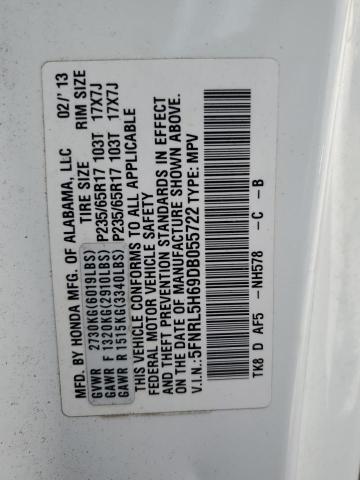 MFD. BY HONDA MFG. OF ALABAMA, LLC 02/'13
TIRE SIZE RIM SIZE
GVWR 2730KG(6019LBS)
GAWR F 1320KG(2910LBS) P235/65R17 103T 17X7J
GAWR R 1515KG(3340LBS) P235/65R17 103T 17X7J
THIS VEHICLE CONFORMS TO ALL APPLICABLE
FEDERAL MOTOR VEHICLE SAFETY
AND THEFT PREVENTION STANDARDS IN EFFECT
ON THE DATE OF MANUFACTURE SHOWN ABOVE.
V.I.N.:5FNRL5H69DB055722 TYPE: MPV
TK8 D AF5 -NH578 -C -B